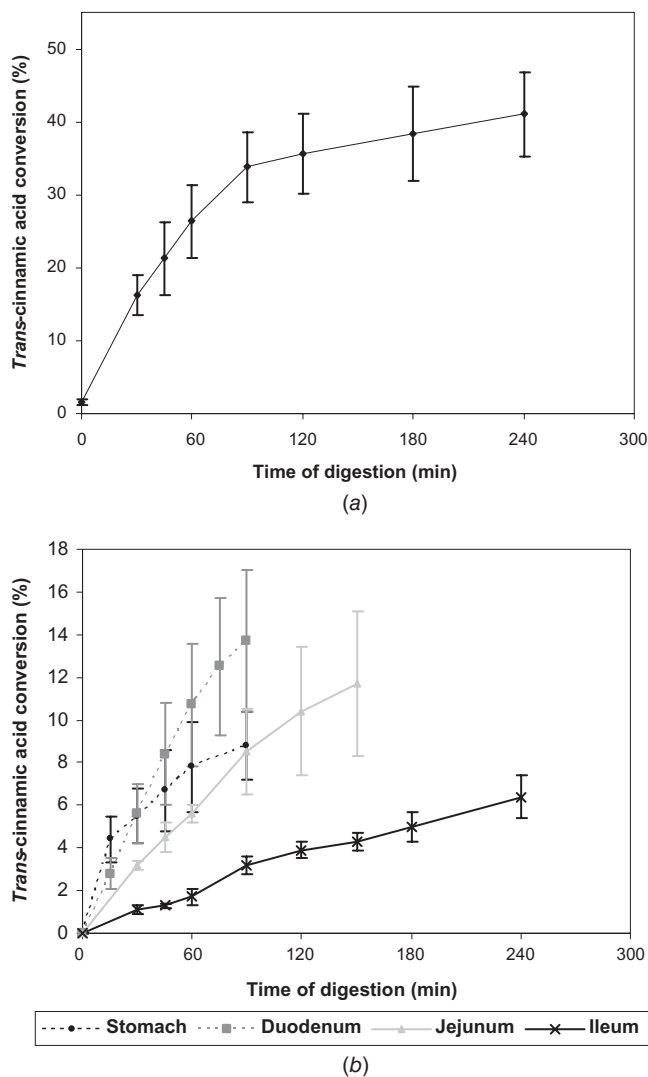 Trans-cinnamic acid conversion (%)
50
40
30
20
10
0
0 60 120 180 240 300
Time of digestion (min)
(a)
Trans-cinnamic acid conversion (%)
18
16
14
12
10
8
6
4
2
0
0 60 120 180 240 300
Time of digestion (min)
Stomach Duodenum Jejunum Ileum
(b)